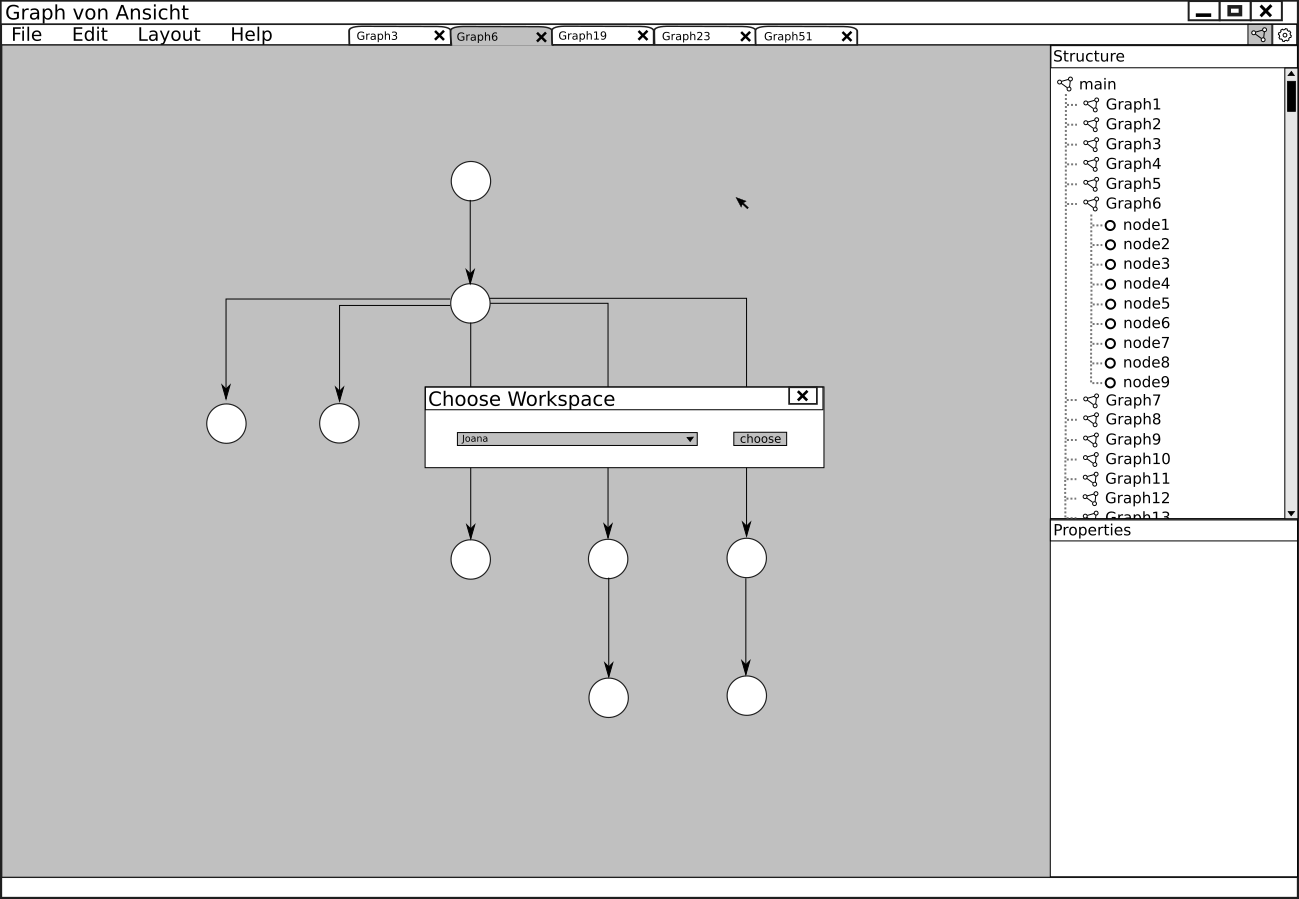 Graph von Ansicht
File Edit Layout Help
Graph3 Graph6 Graph19 Graph23 Graph51
Structure
main
Graph1
Graph2
Graph3
Graph4
Graph5
Graph6
node1
node2
node3
node4
node5
node6
node7
node8
node9
Graph7
Graph8
Graph9
Graph10
Graph11
Graph12
Graph13
Choose Workspace
Joana choose
Properties